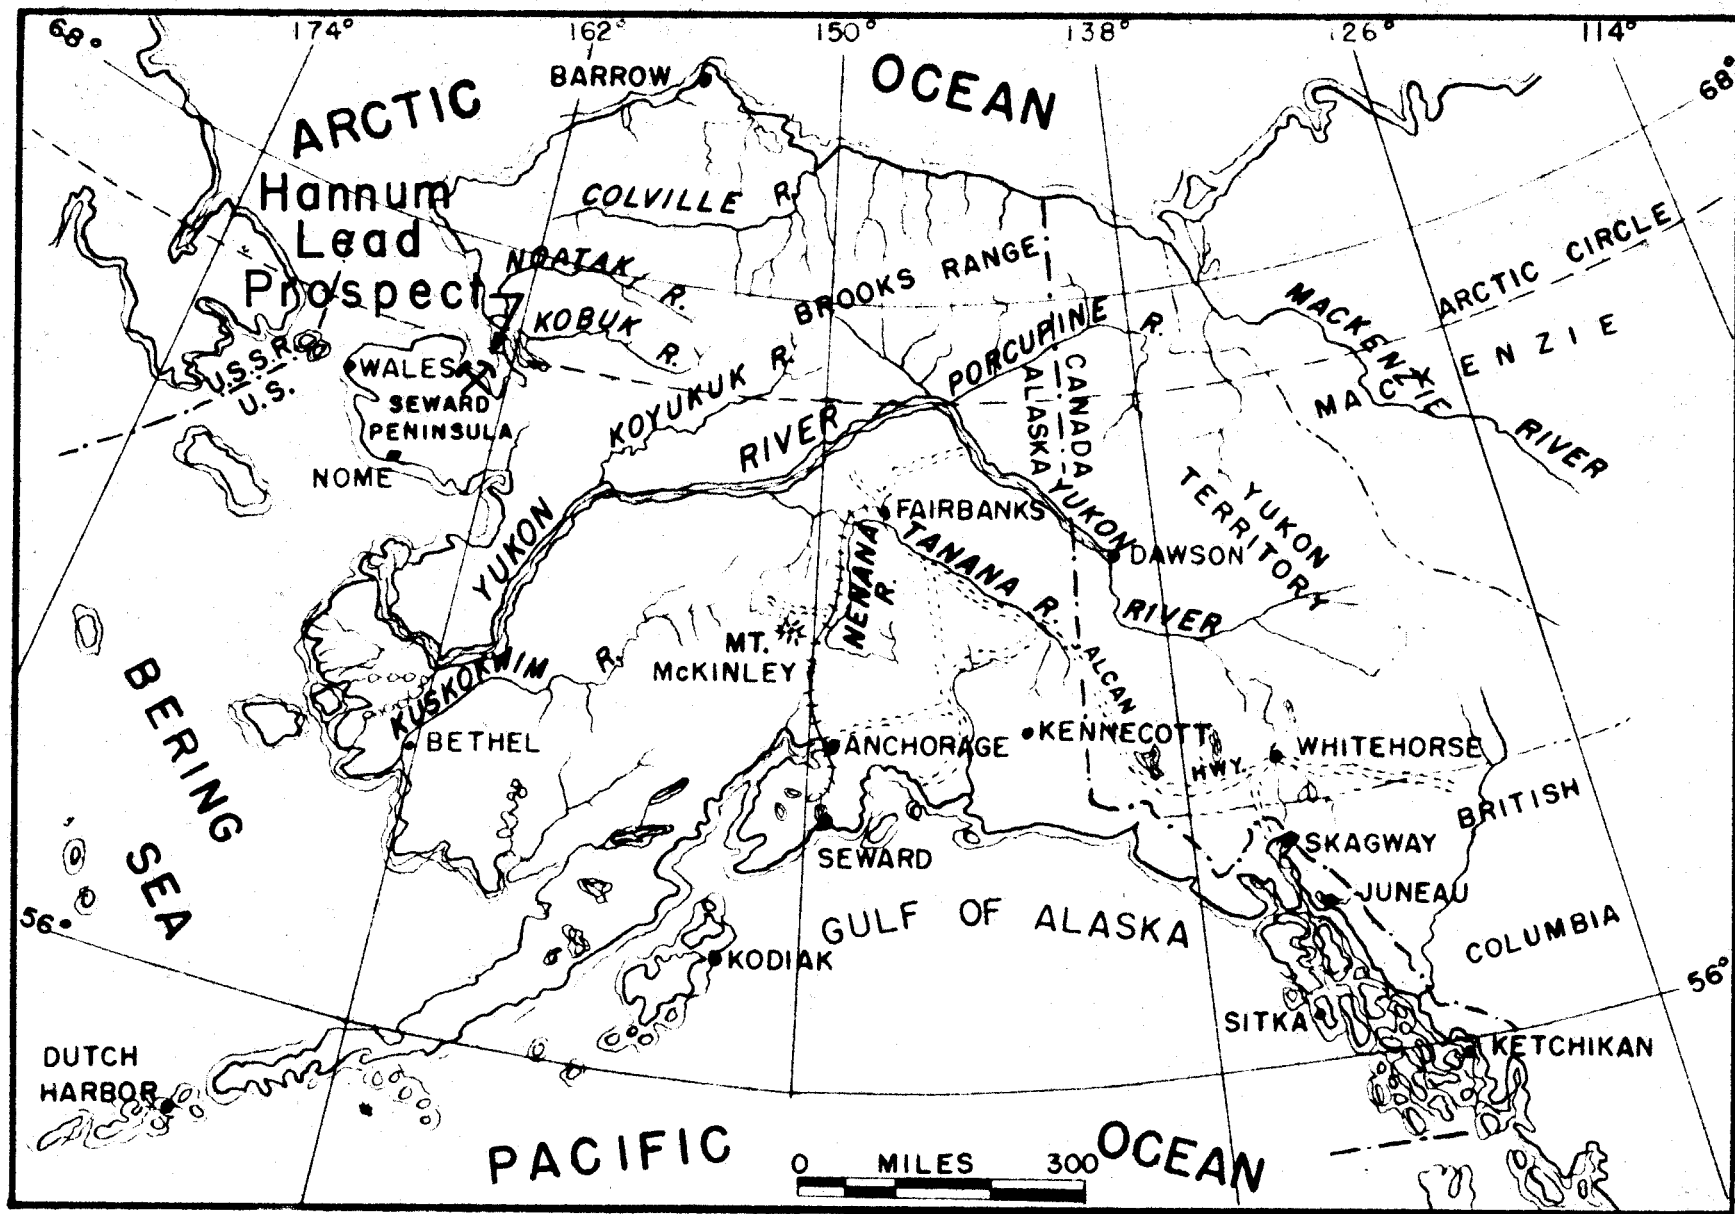 68°
174°
162°
150°
138°
126°
114°
68°
BARROW
ARCTIC
OCEAN
Hannum
Lead
Prospect
COLVILLE R.
NOATAK R.
KOBUK R.
BROOKS RANGE
PORCUPINE R.
MACKENZIE
RIVER
ARCTIC CIRCLE
MACKENZIE
U.S.S.R.
U.S.
WALES
SEWARD
PENINSULA
NOME
KOYUKUK R.
YUKON
RIVER
CANADA
ALASKA
YUKON
RIVER
YUKON
TERRITORY
FAIRBANKS
DAWSON
TANANA R.
NENANA
R.
MT.
McKINLEY
KUSKOKWIM R.
BETHEL
ALCAN
HWY.
KENNECOTT
ANCHORAGE
WHITEHORSE
BERING
SEA
SEWARD
SKAGWAY
JUNEAU
BRITISH
COLUMBIA
GULF OF ALASKA
KODIAK
SITKA
KETCHIKAN
56°
56°
DUTCH
HARBOR
PACIFIC
OCEAN
0 MILES 300